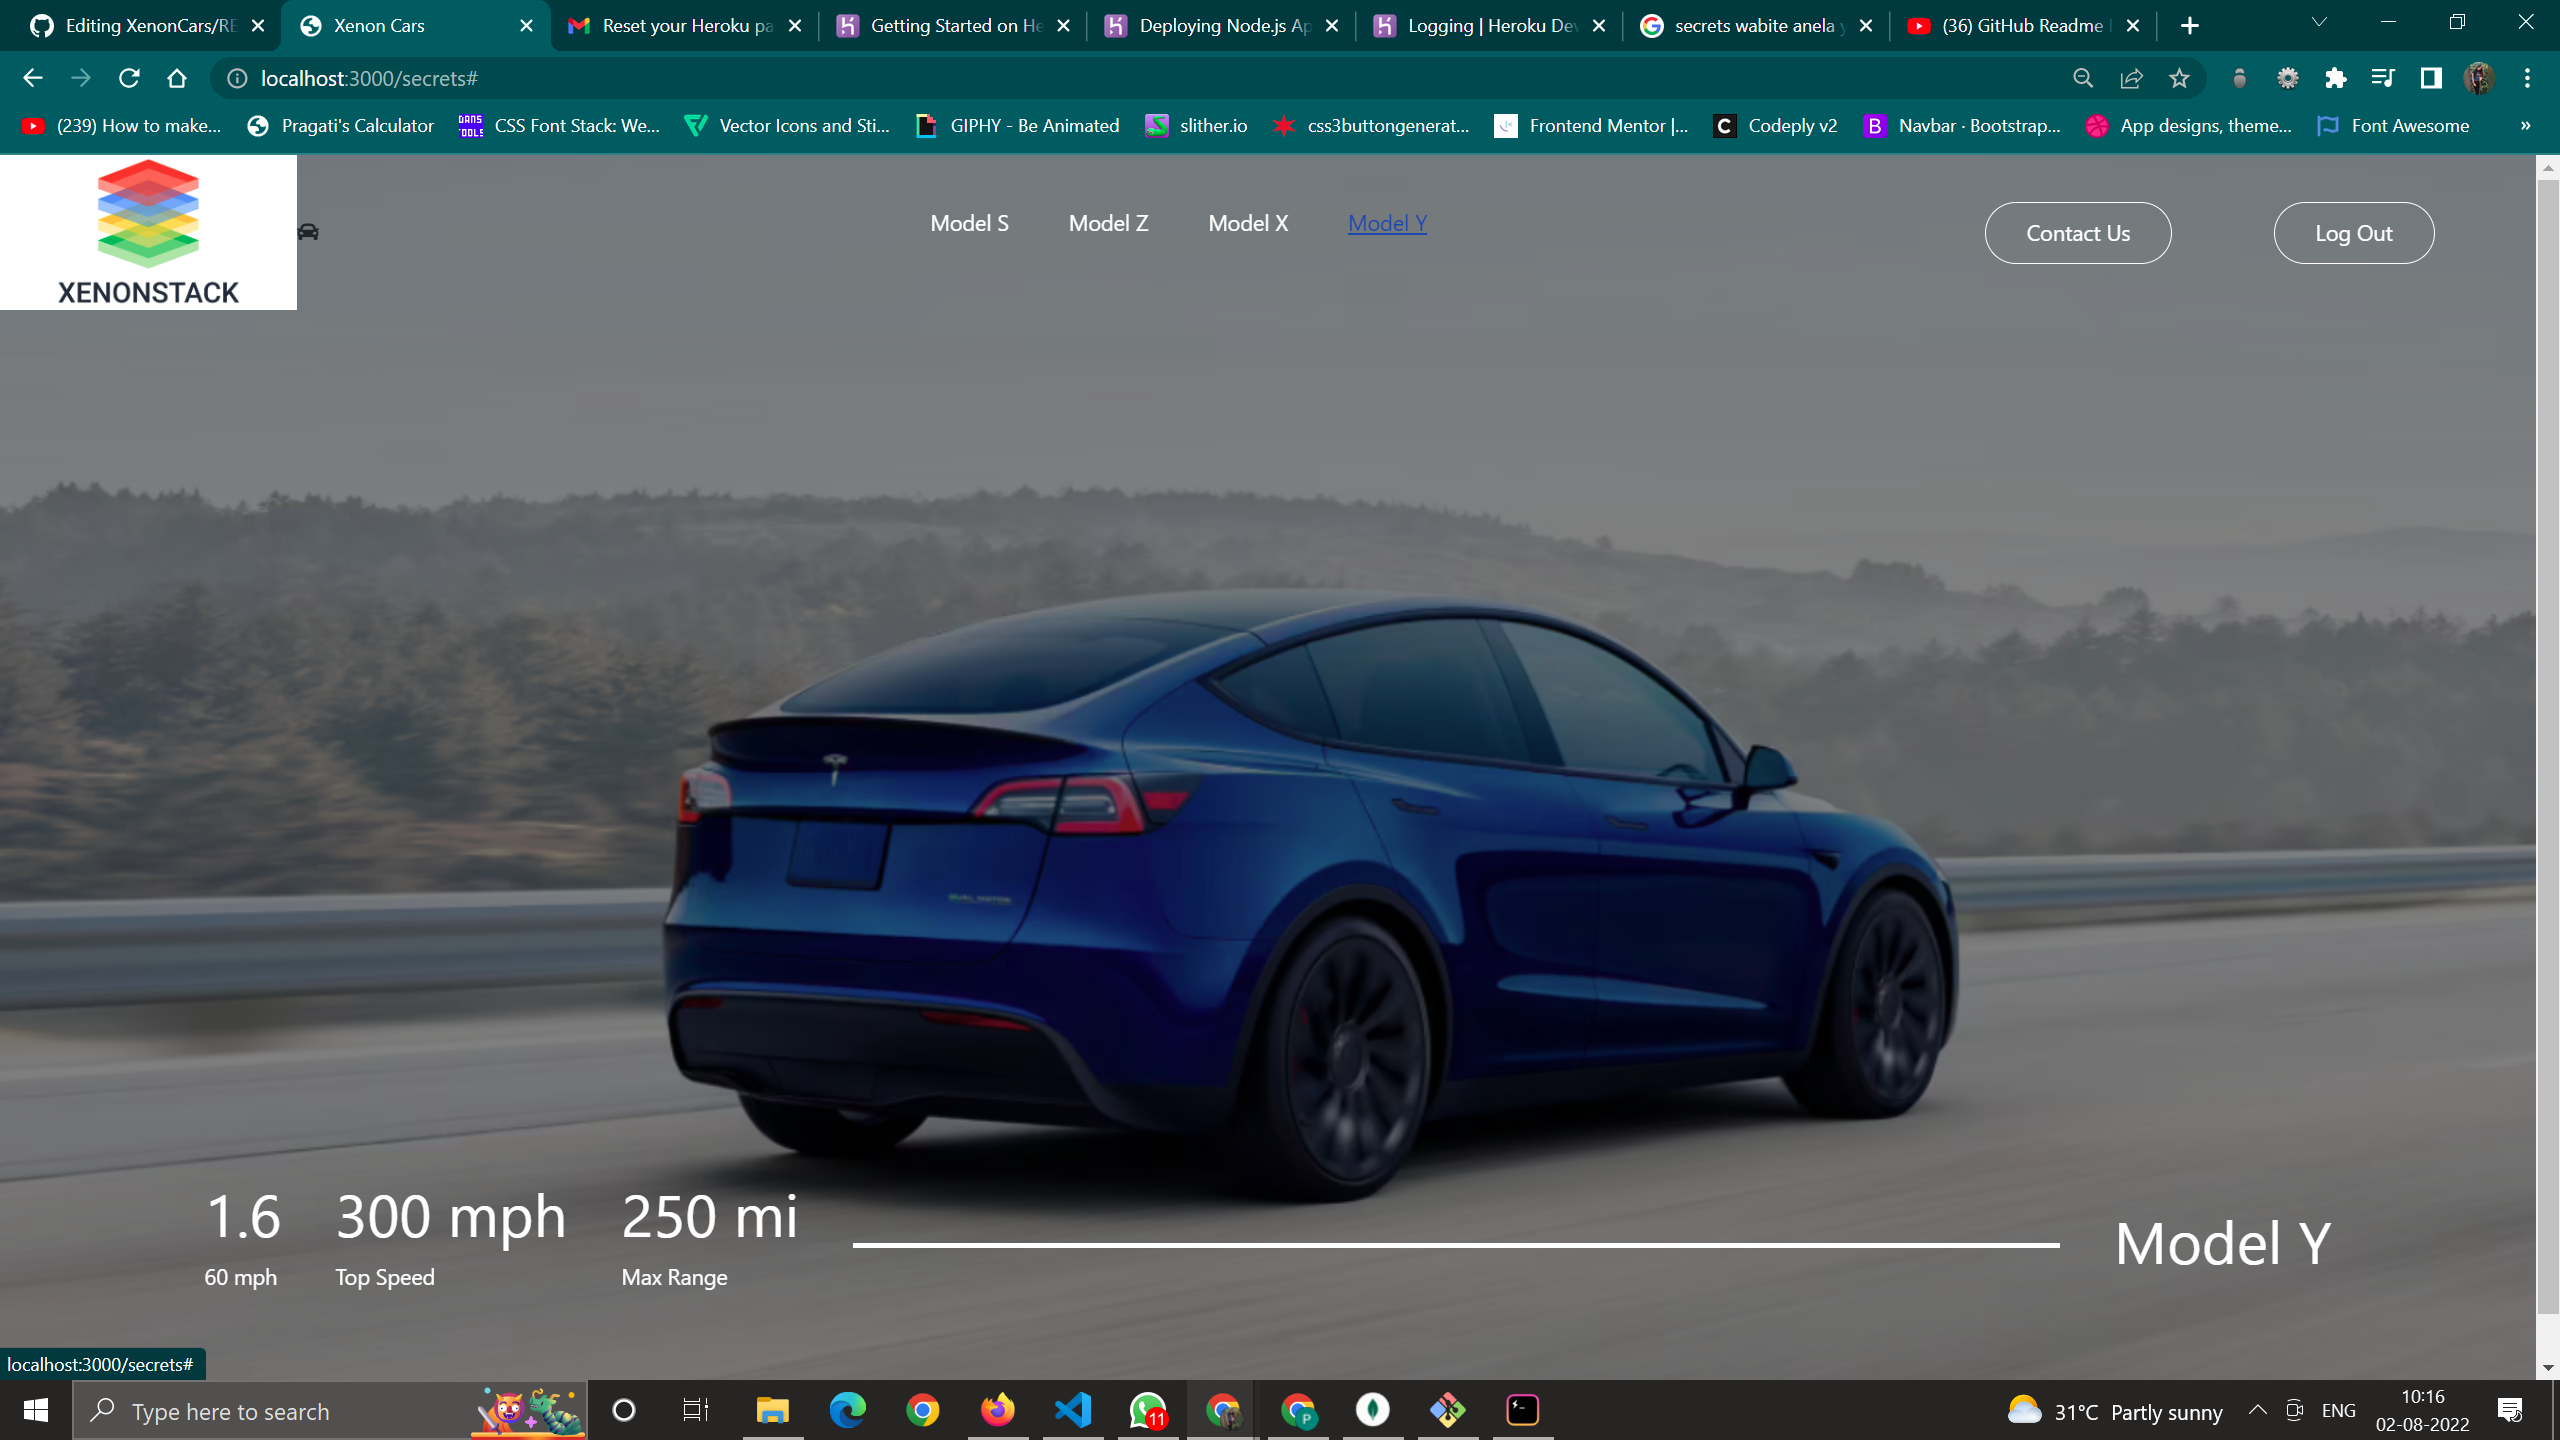 Editing XenonCars/RE
Xenon Cars
Reset your Heroku pa
Getting Started on He
Deploying Node.js Ap
Logging | Heroku Dev
secrets wabite anela y
(36) GitHub Readme
localhost:3000/secrets#
(239) How to make...
Pragati's Calculator
DANS TOOLS
CSS Font Stack: We...
Vector Icons and Sti...
GIPHY - Be Animated
slither.io
css3buttongenerat...
Frontend Mentor |...
Codeply v2
Navbar · Bootstrap...
App designs, theme...
Font Awesome
»
XENONSTACK
Model S
Model Z
Model X
Model Y
Contact Us
Log Out
1.6
60 mph
300 mph
Top Speed
250 mi
Max Range
Model Y
localhost:3000/secrets#
Type here to search
11
P
31°C Partly sunny
ENG
10:16
02-08-2022